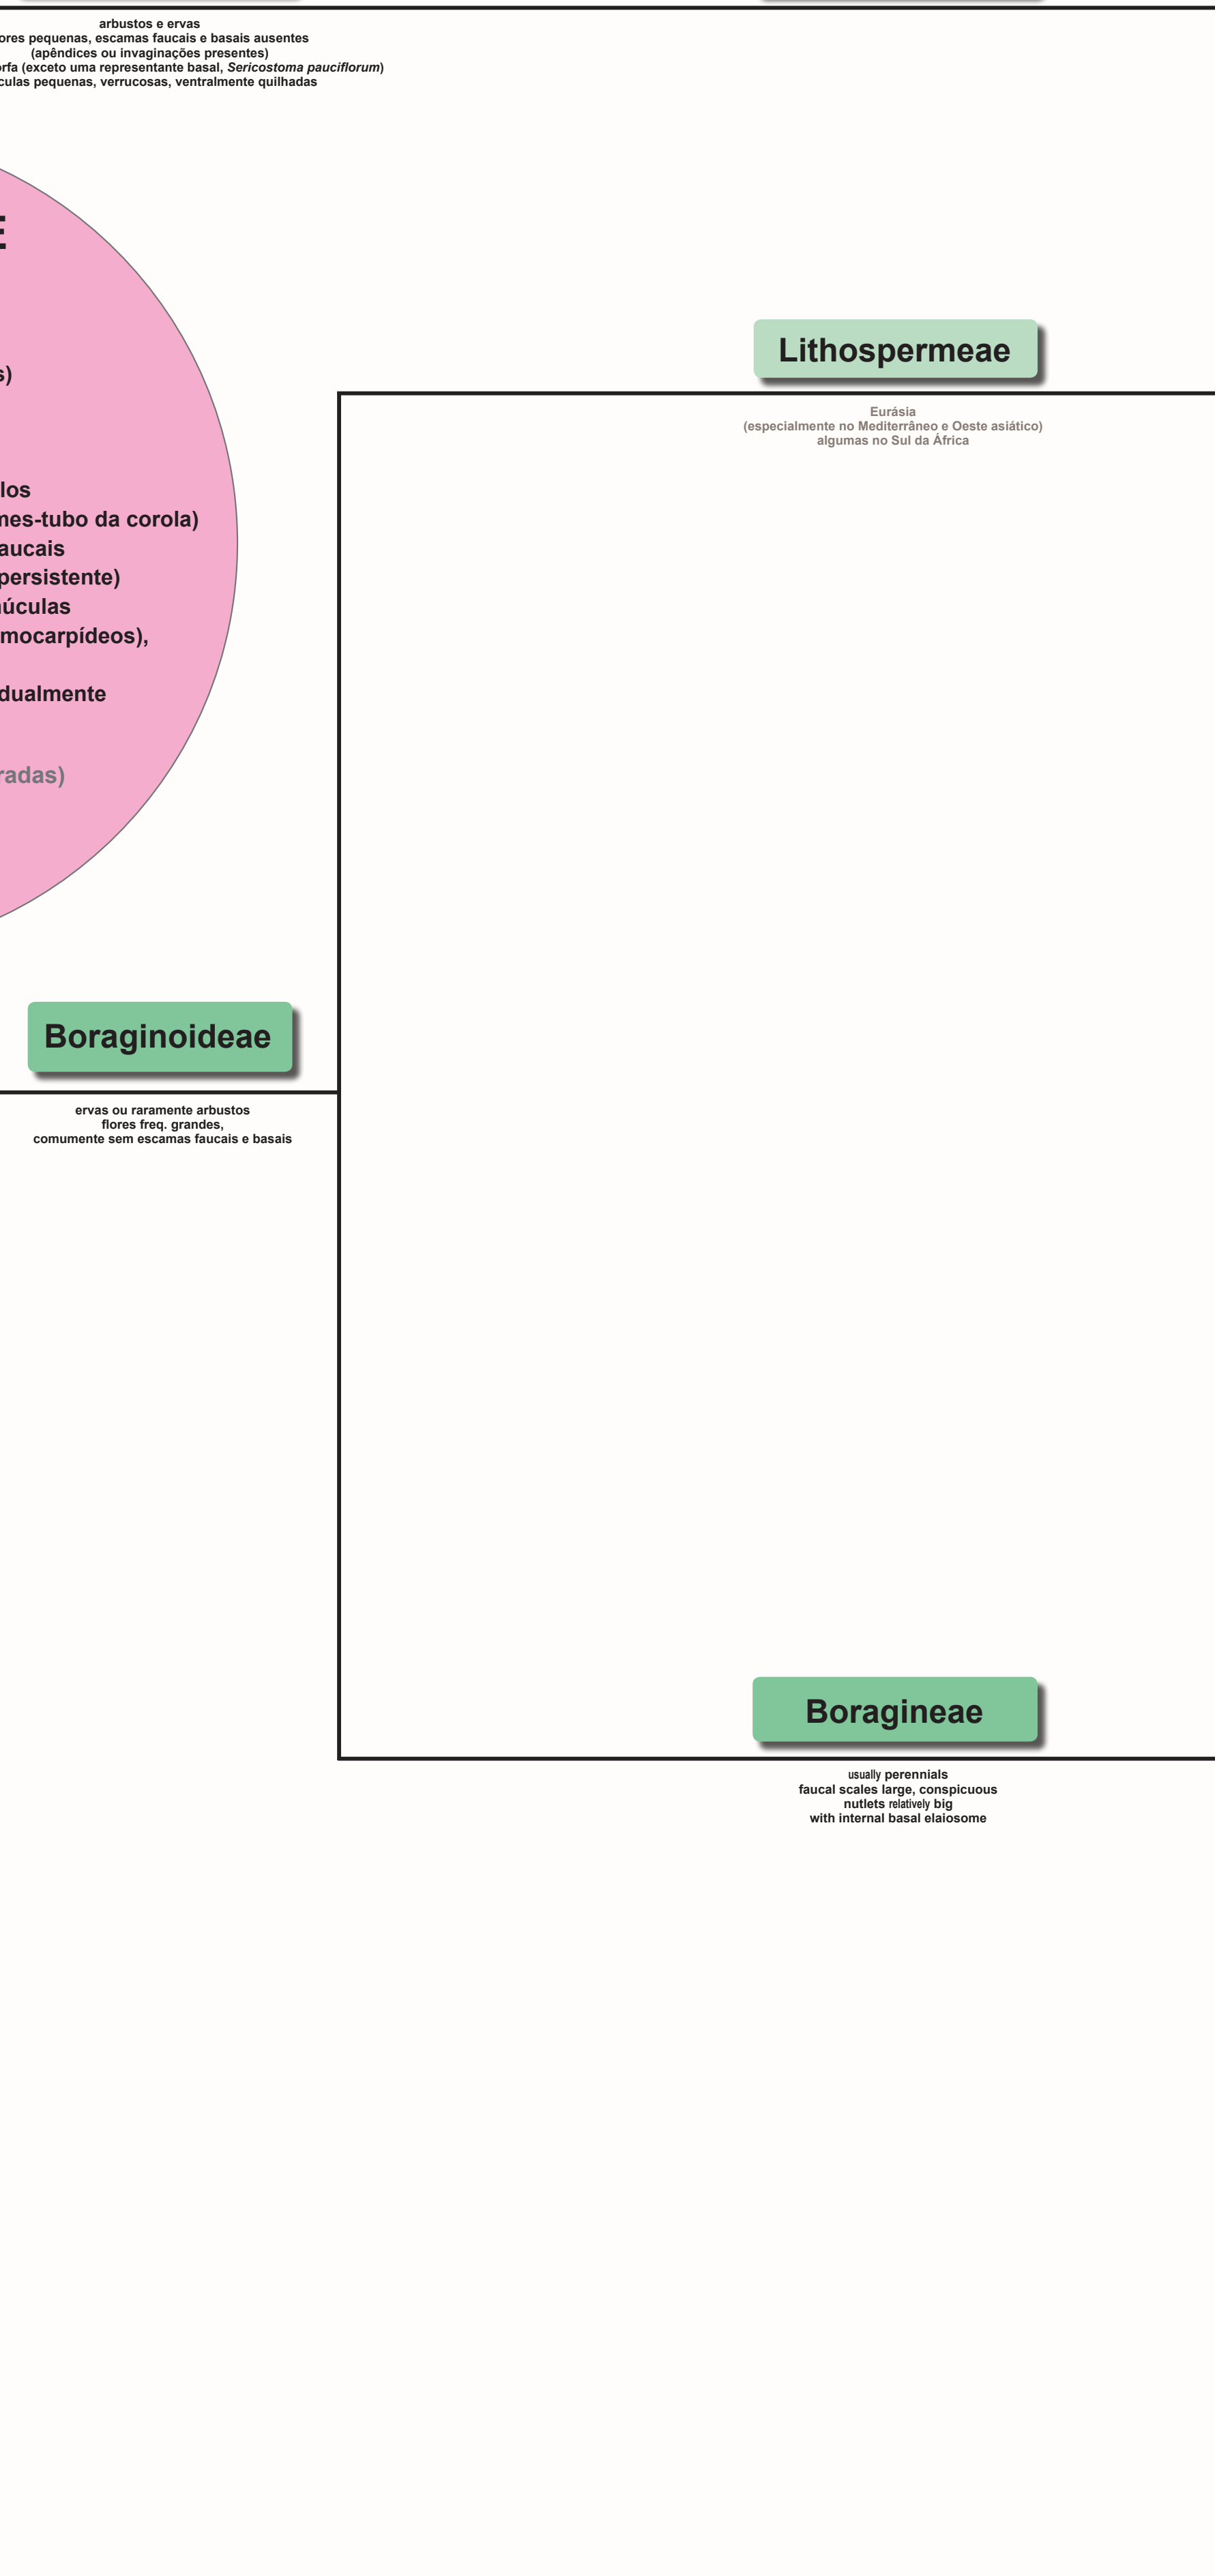 arbustos e ervas
ores pequenas, escamas faucais e basais ausentes
(apêndices ou invaginações presentes)
orfa (exceto uma representante basal, Sericostoma pauciflorum)
culas pequenas, verrucosas, ventralmente quilhadas
E
s)
los
mes-tubo da corola)
aucais
persistente)
núculas
mocarpídeos),
dualmente
radas)
Lithospermeae
Eurásia
(especialmente no Mediterrâneo e Oeste asiático)
algumas no Sul da África
Boraginoideae
ervas ou raramente arbustos
flores freq. grandes,
comumente sem escamas faucais e basais
Boragineae
usually perennials
faucal scales large, conspicuous
nutlets relatively big
with internal basal elaiosome